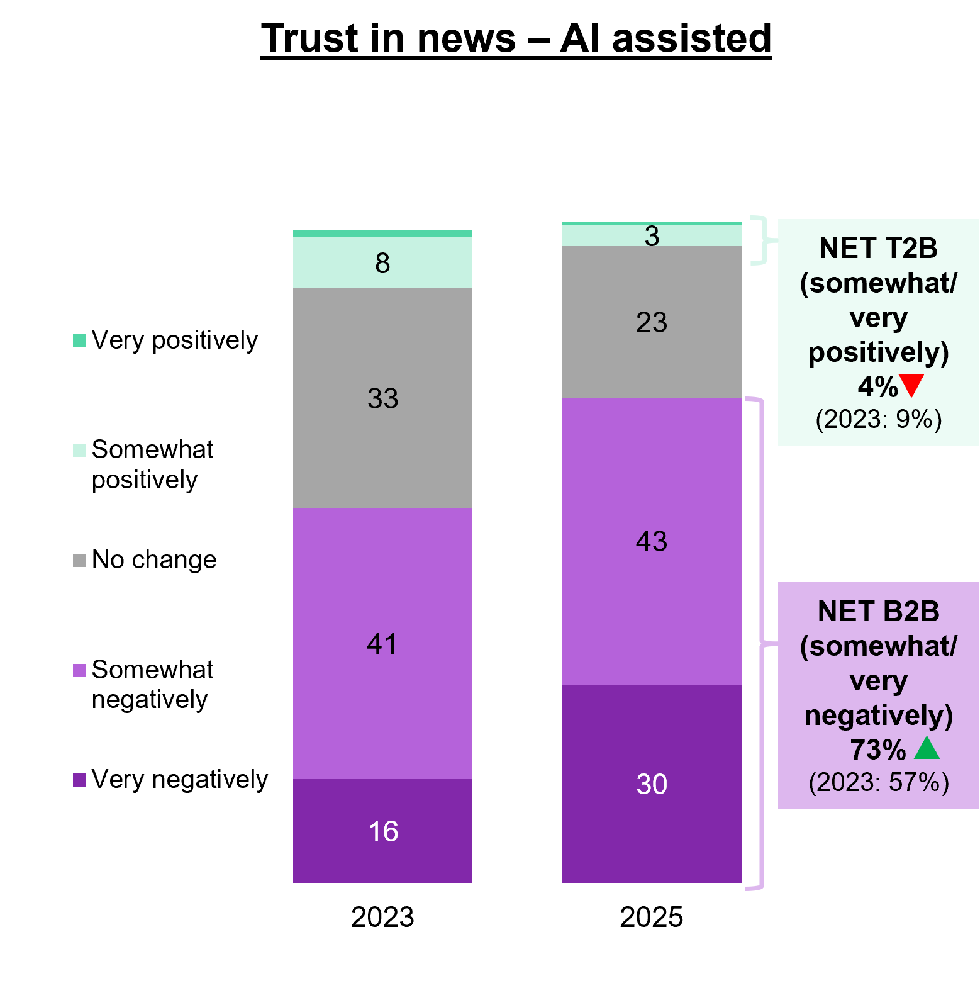 Trust in news – AI assisted
Very positively
Somewhat
positively
No change
Somewhat
negatively
Very negatively
8
33
41
16
2023
3
23
43
30
2025
NET T2B
(somewhat/
very
positively)
4%
(2023: 9%)
NET B2B
(somewhat/
very
negatively)
73%
(2023: 57%)